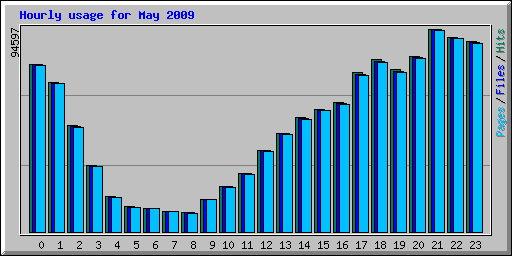 Hourly usage for May 2009
94597
Pages/Files/Hits
0 1 2 3 4 5 6 7 8 9 10 11 12 13 14 15 16 17 18 19 20 21 22 23